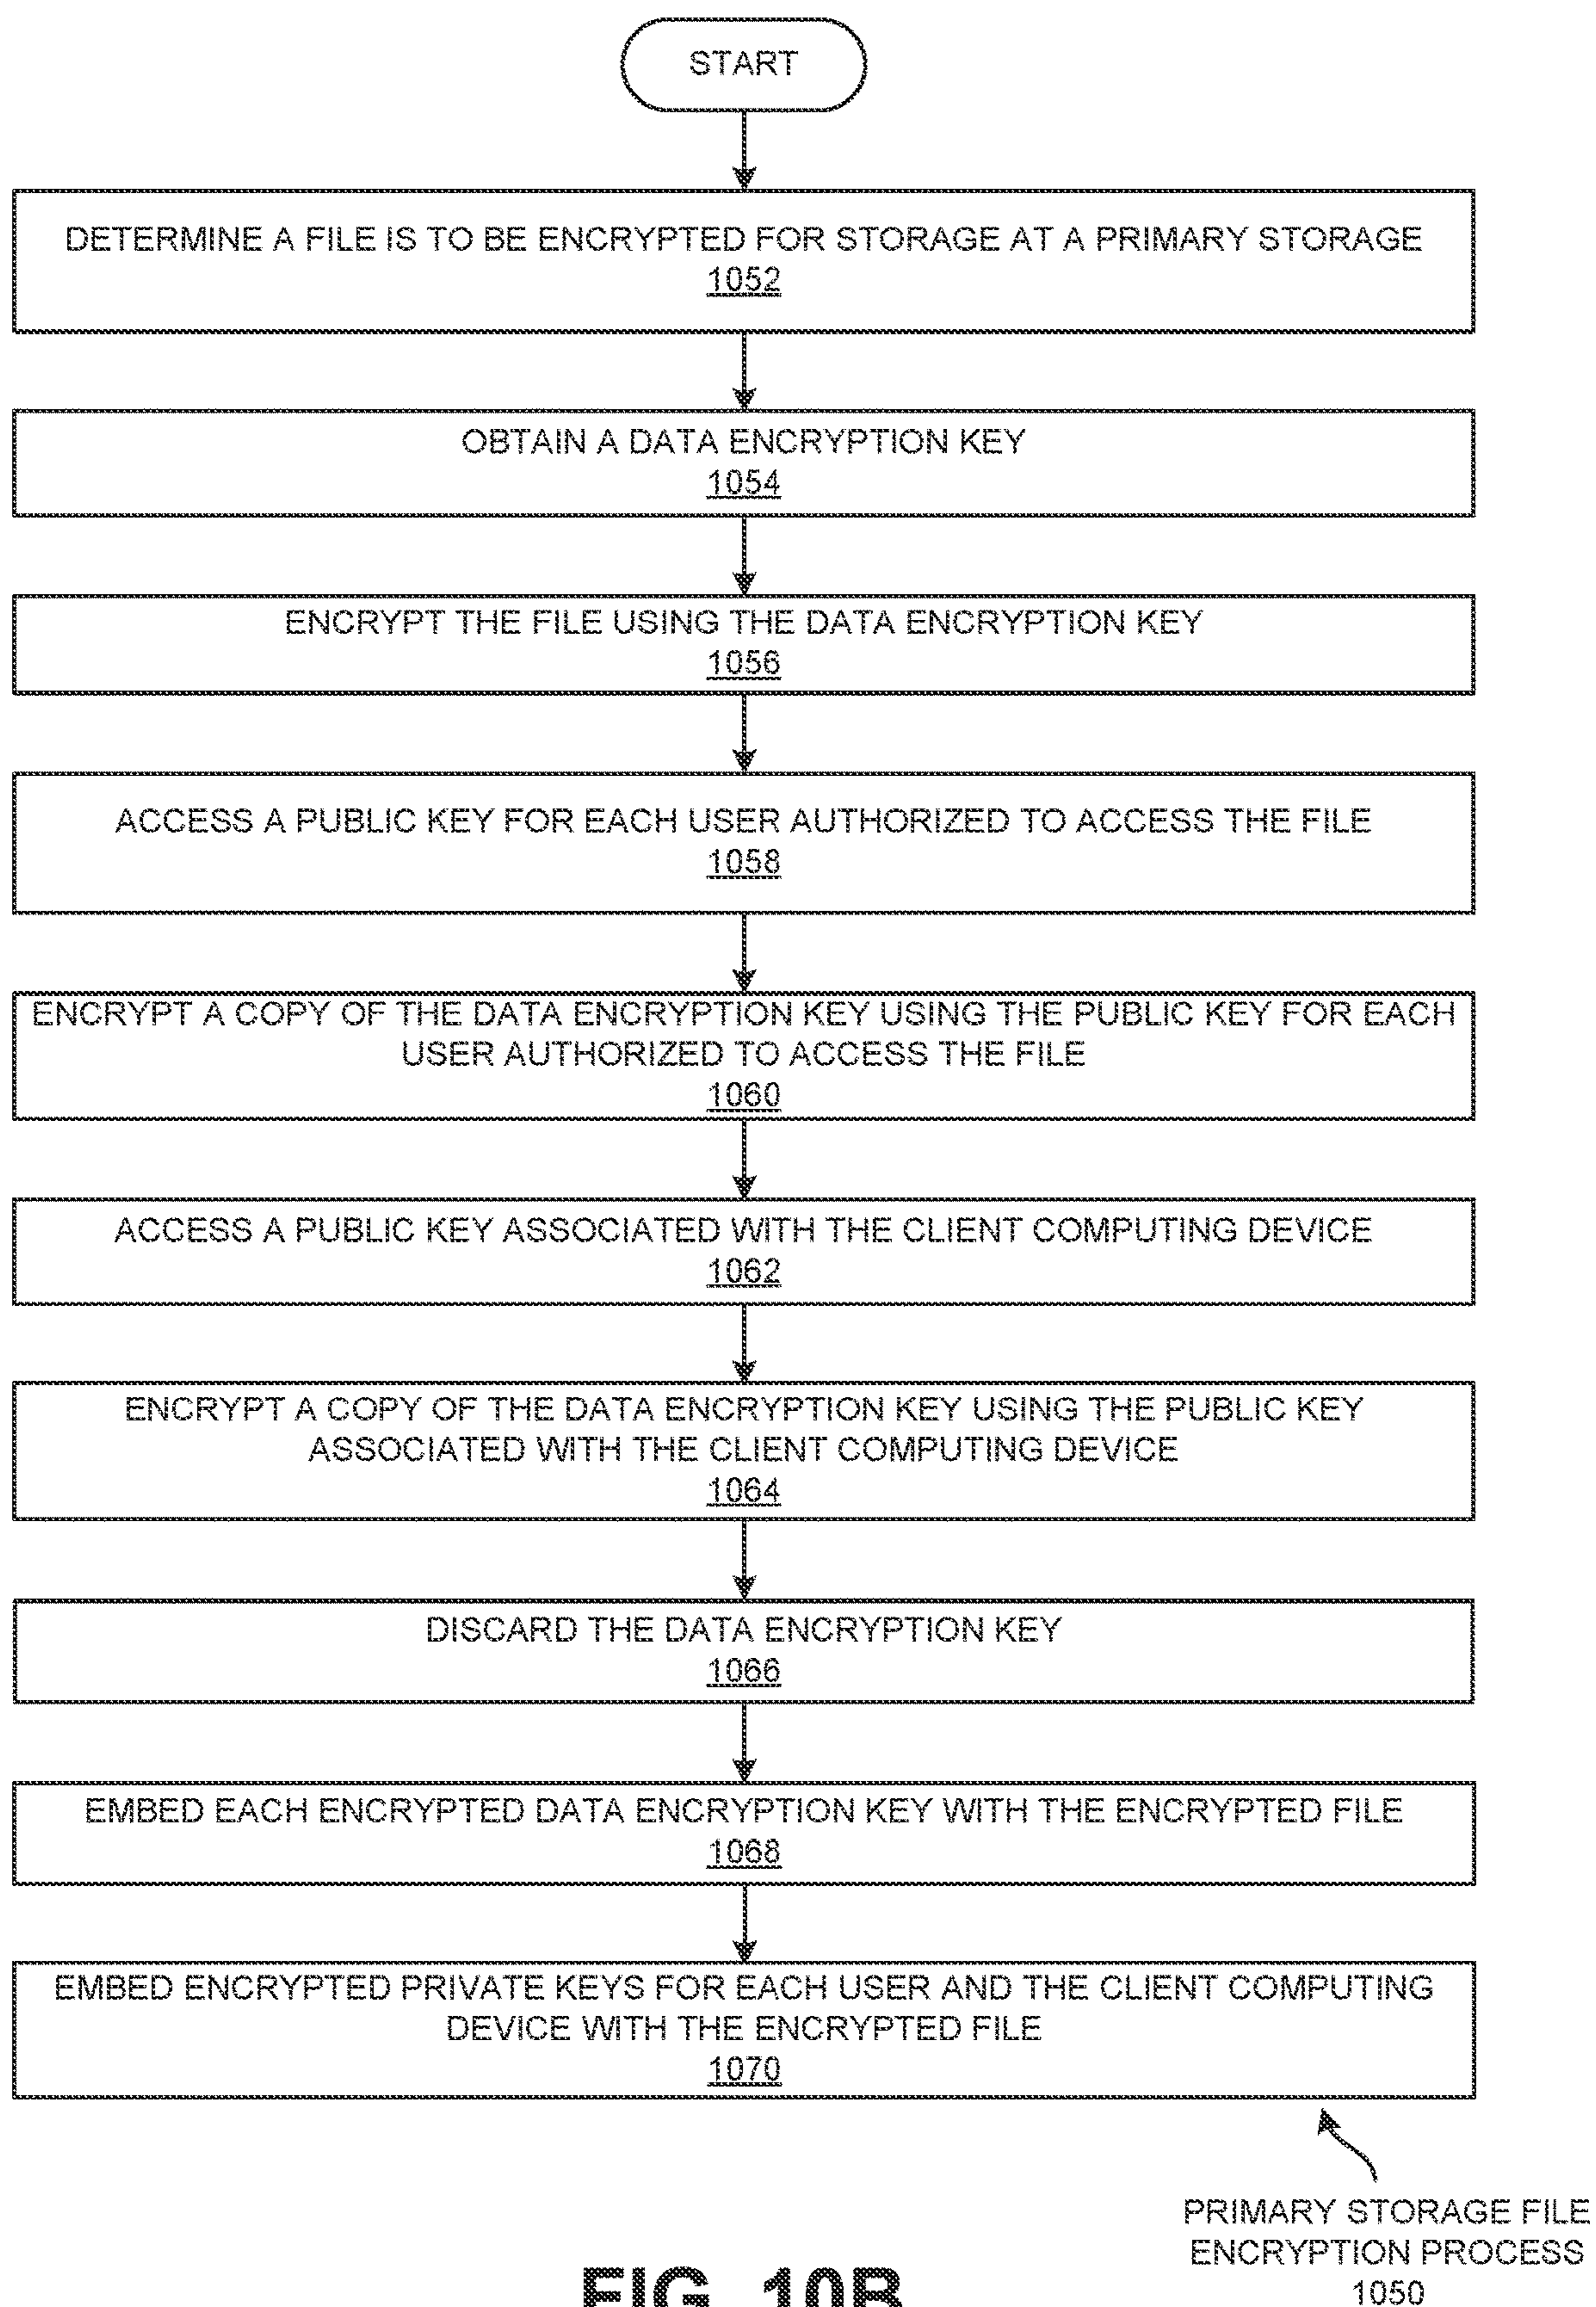 START
DETERMINE A FILE IS TO BE ENCRYPTED FOR STORAGE AT A PRIMARY STORAGE
1052
OBTAIN A DATA ENCRYPTION KEY
1054
ENCRYPT THE FILE USING THE DATA ENCRYPTION KEY
1056
ACCESS A PUBLIC KEY FOR EACH USER AUTHORIZED TO ACCESS THE FILE
1058
ENCRYPT A COPY OF THE DATA ENCRYPTION KEY USING THE PUBLIC KEY FOR EACH
USER AUTHORIZED TO ACCESS THE FILE
1060
ACCESS A PUBLIC KEY ASSOCIATED WITH THE CLIENT COMPUTING DEVICE
1062
ENCRYPT A COPY OF THE DATA ENCRYPTION KEY USING THE PUBLIC KEY
ASSOCIATED WITH THE CLIENT COMPUTING DEVICE
1064
DISCARD THE DATA ENCRYPTION KEY
1066
EMBED EACH ENCRYPTED DATA ENCRYPTION KEY WITH THE ENCRYPTED FILE
1068
EMBED ENCRYPTED PRIVATE KEYS FOR EACH USER AND THE CLIENT COMPUTING
DEVICE WITH THE ENCRYPTED FILE
1070
PRIMARY STORAGE FILE
ENCRYPTION PROCESS
1050
FIG. 10B